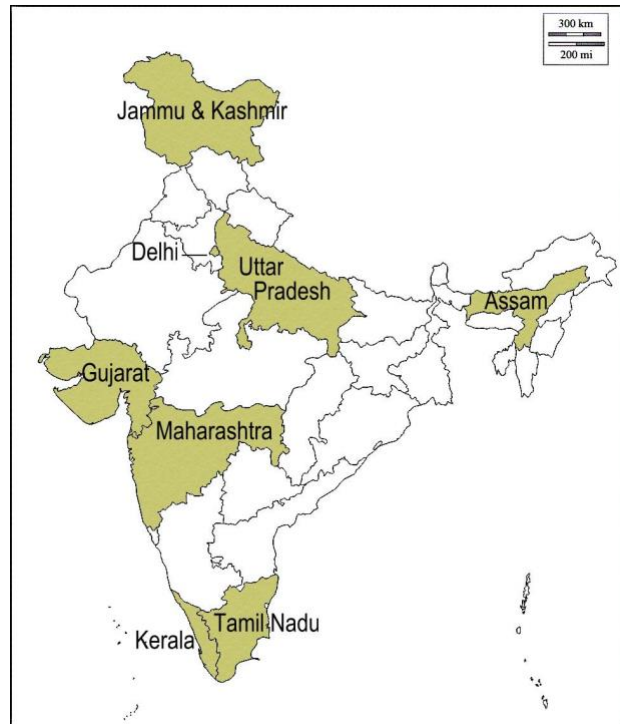 300 km
200 mi
Jammu & Kashmir
Delhi
Uttar
Pradesh
Assam
Gujarat
Maharashtra
Tamil Nadu
Kerala